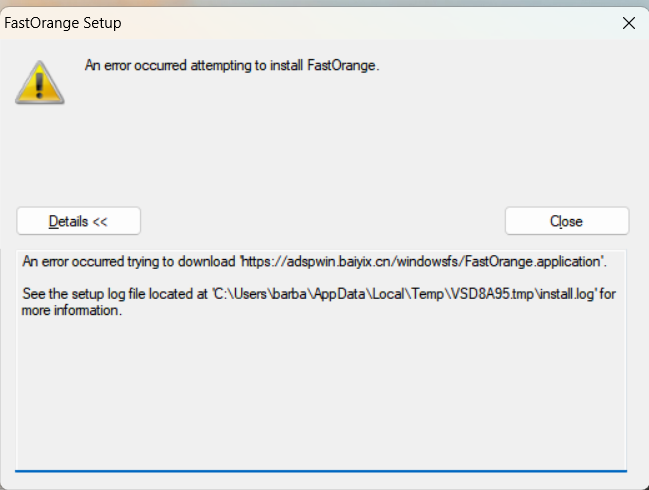 FastOrange Setup
An error occurred attempting to install FastOrange.
Details <<
Close
An error occurred trying to download 'https://adspwin.baiyix.cn/windowsfs/FastOrange.application'.
See the setup log file located at 'C:\Users\barba\AppData\Local\Temp\VSD8A95.tmp\install.log' for
more information.